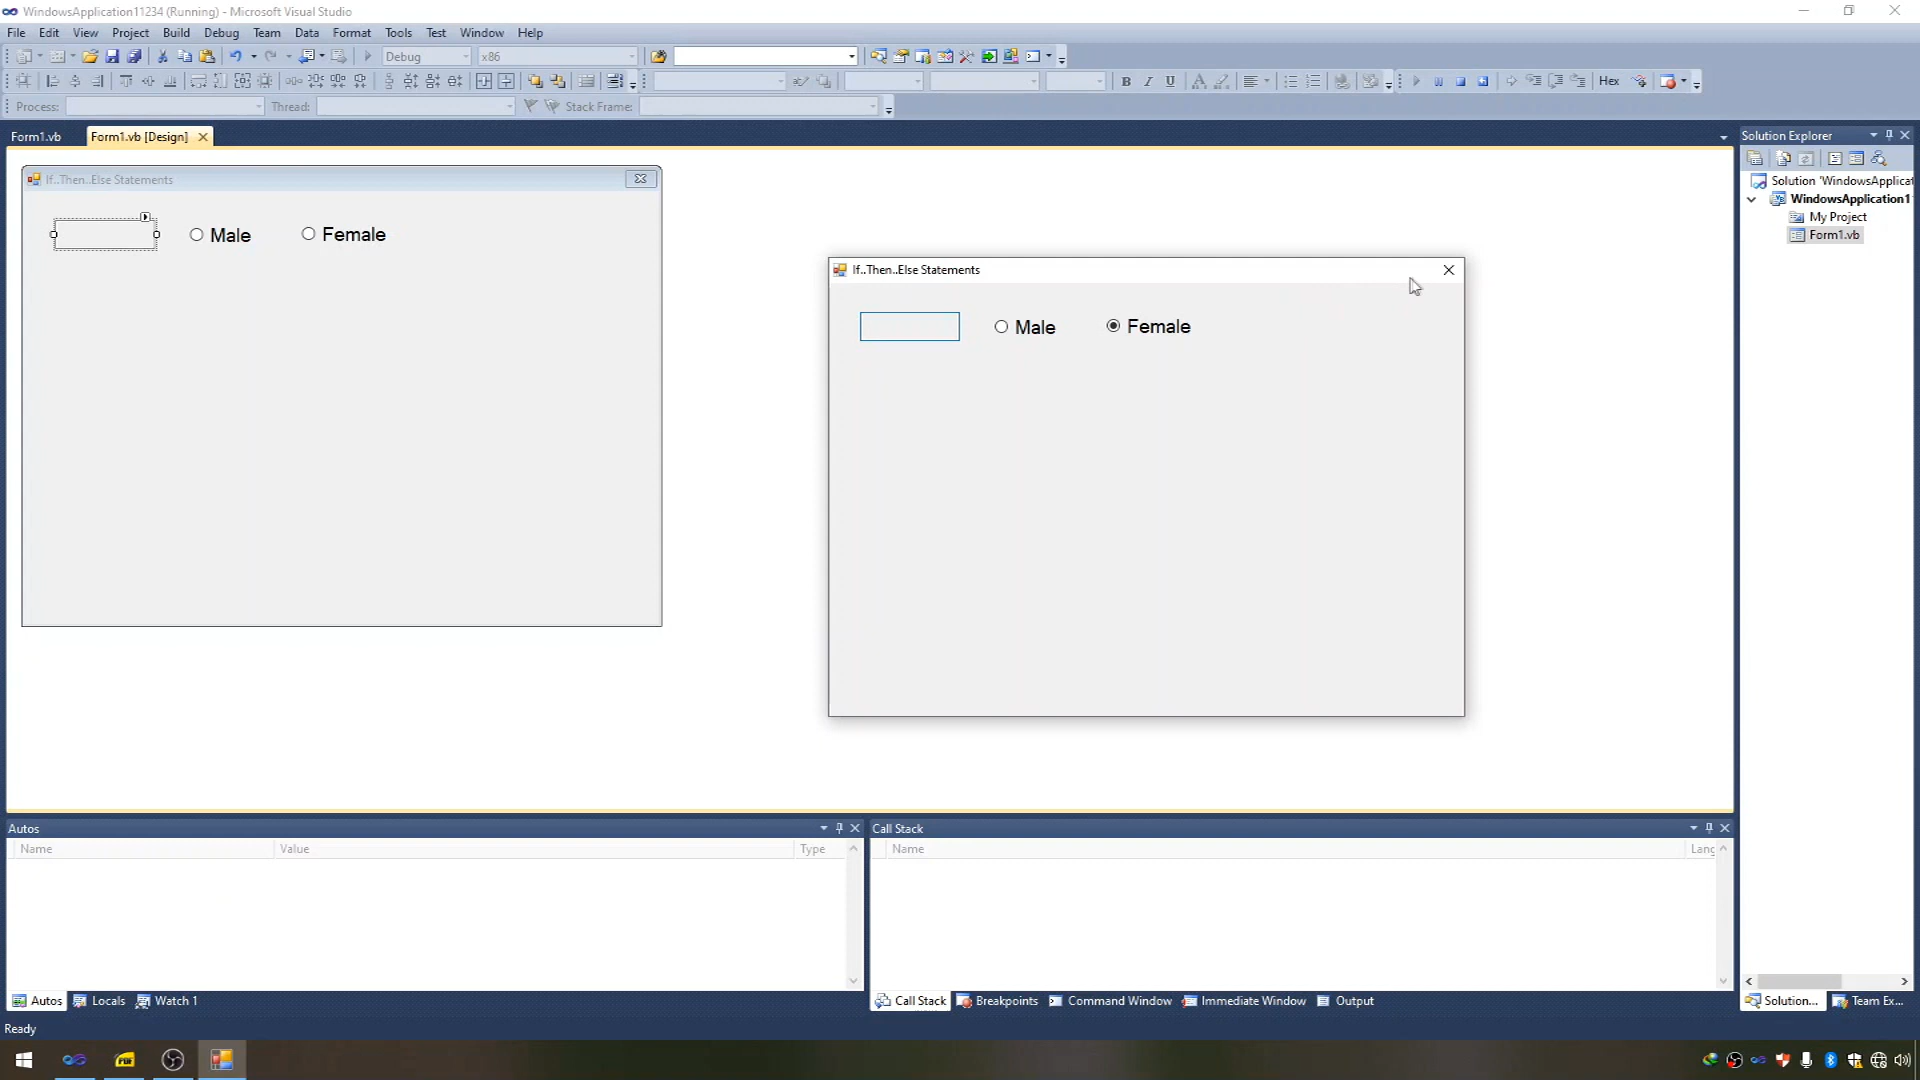 WindowsApplication11234 (Running) - Microsoft Visual Studio
File Edit View Project Build Debug Team Data Format Tools Test Window Help
Debug x86
B I U Hex
Process: Thread: Stack Frame:
Form1.vb Form1.vb [Design]
If..Then..Else Statements
Male Female
If..Then..Else Statements
Male Female
Solution Explorer
Solution 'WindowsApplicat
WindowsApplication1
My Project
Form1.vb
Autos
Name Value Type
Call Stack
Name Lang
Autos Locals Watch 1
Call Stack Breakpoints Command Window Immediate Window Output
Solution... Team Ex...
Ready
PDF